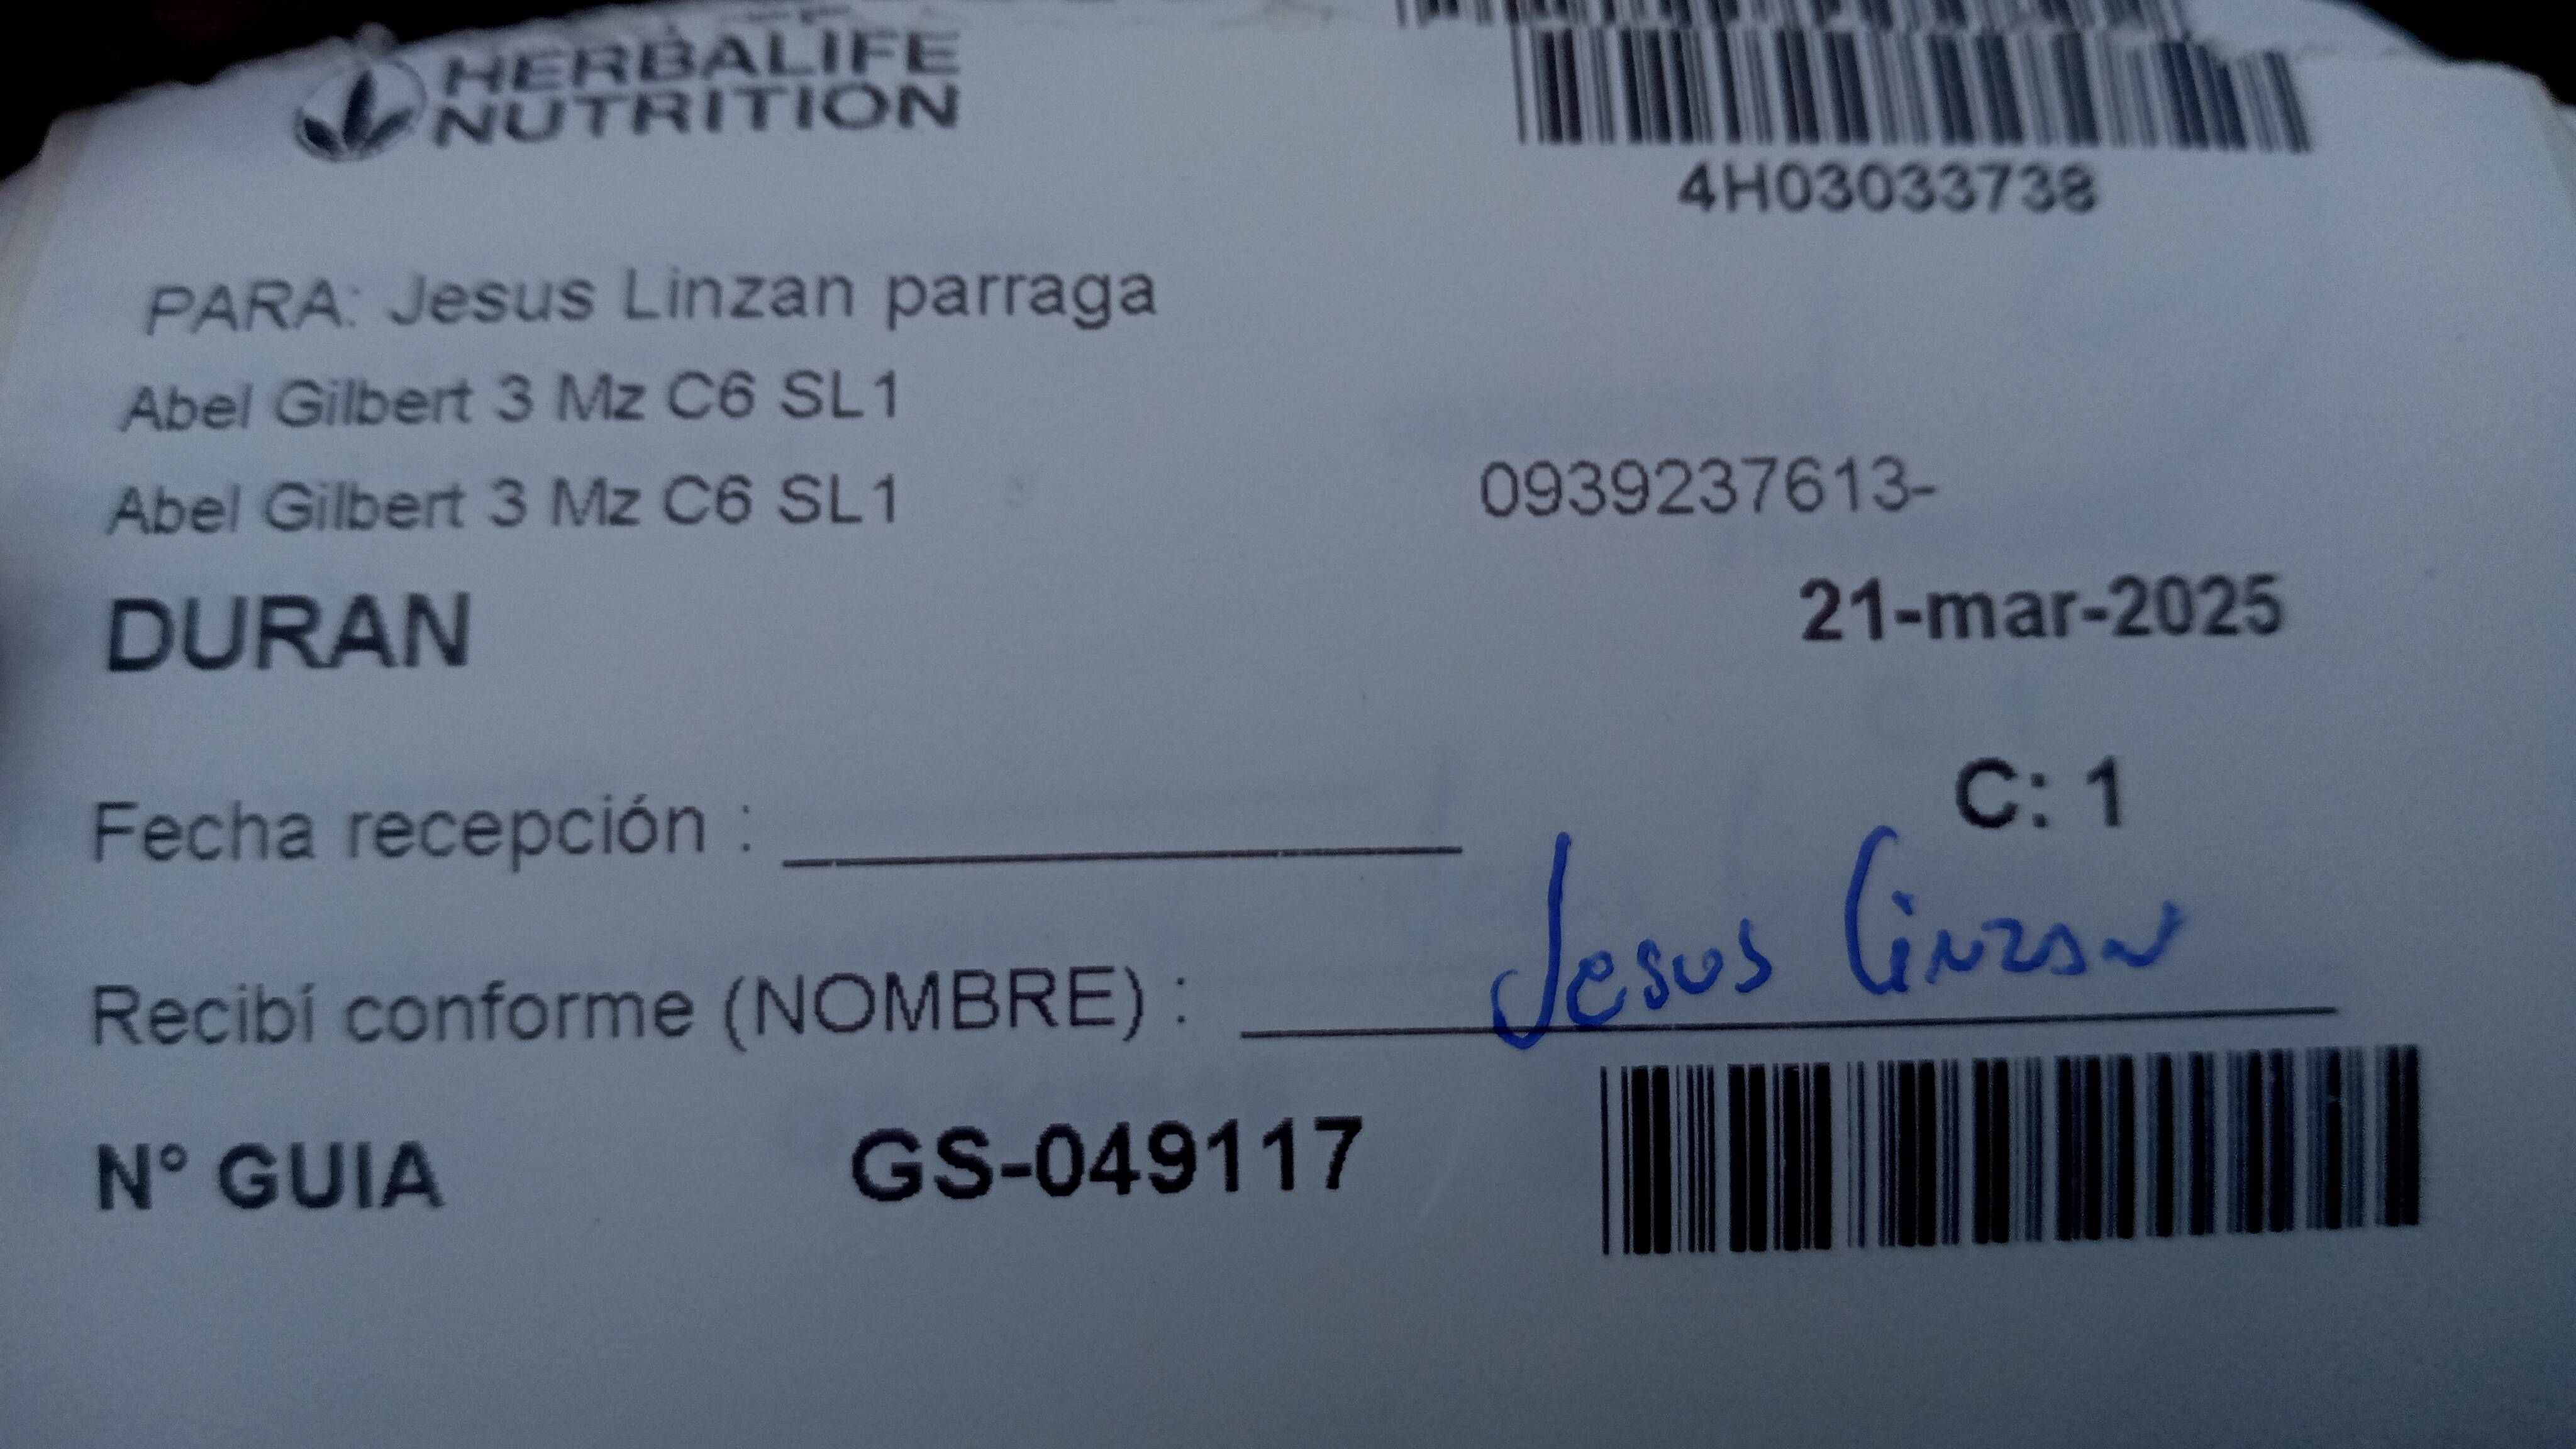 HERBALIFE
NUTRITION
4H03033738
PARA: Jesus Linzan parraga
Abel Gilbert 3 Mz C6 SL1
Abel Gilbert 3 Mz C6 SL1
0939237613-
DURAN
21-mar-2025
C: 1
Fecha recepción :
Recibí conforme (NOMBRE) : Jesus Linzan
N° GUIA GS-049117